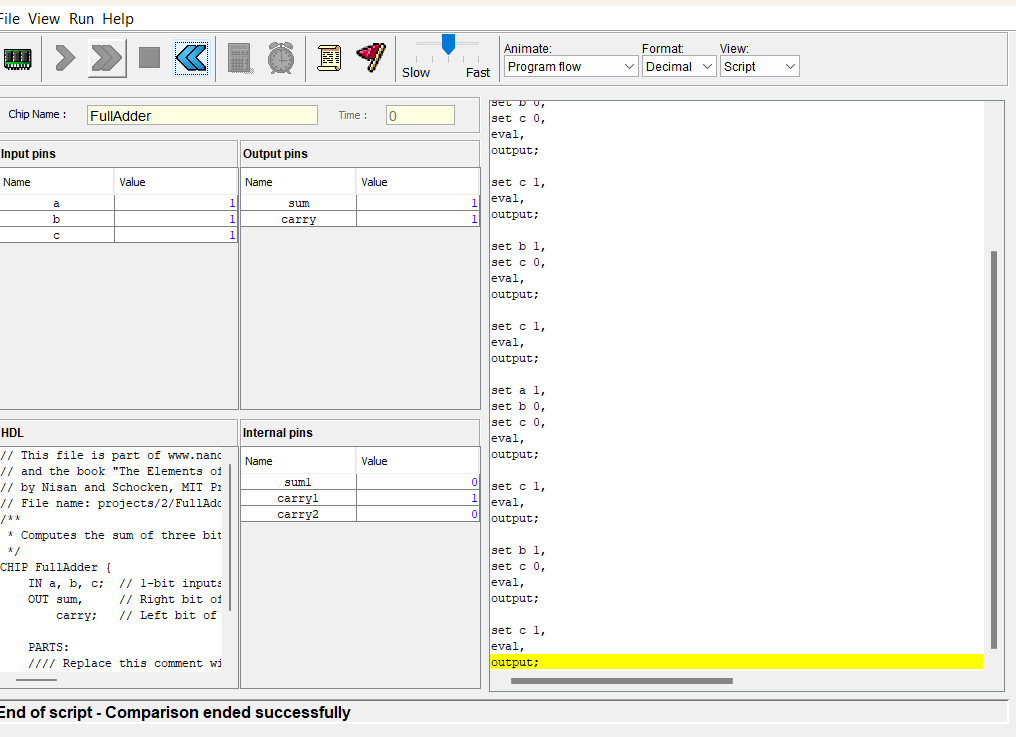 File View Run Help
Animate: Format: View:
Program flow Decimal Script
Slow Fast
Chip Name : FullAdder Time : 0
Input pins
Name Value
a 1
b 1
c 1
Output pins
Name Value
sum 1
carry 1
HDL
// This file is part of www.nand
// and the book "The Elements of
// by Nisan and Schocken, MIT Pr
// File name: projects/2/FullAdd
/**
* Computes the sum of three bit
*/
CHIP FullAdder {
IN a, b, c; // 1-bit inputs
OUT sum, // Right bit of
carry; // Left bit of
PARTS:
//// Replace this comment wi
Internal pins
Name Value
sum1 0
carry1 1
carry2 0
set b 0,
set c 0,
eval,
output;
set c 1,
eval,
output;
set b 1,
set c 0,
eval,
output;
set c 1,
eval,
output;
set a 1,
set b 0,
set c 0,
eval,
output;
set c 1,
eval,
output;
set b 1,
set c 0,
eval,
output;
set c 1,
eval,
output;
End of script - Comparison ended successfully